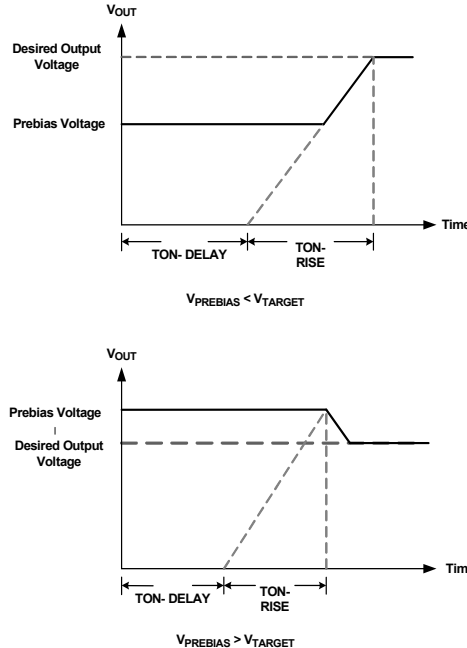 VOUT
Desired Output
Voltage
Prebias Voltage
Time
TON- DELAY
TON-
RISE
VPREBIAS < VTARGET
VOUT
Prebias Voltage
Desired Output
Voltage
Time
TON- DELAY
TON-
RISE
VPREBIAS > VTARGET